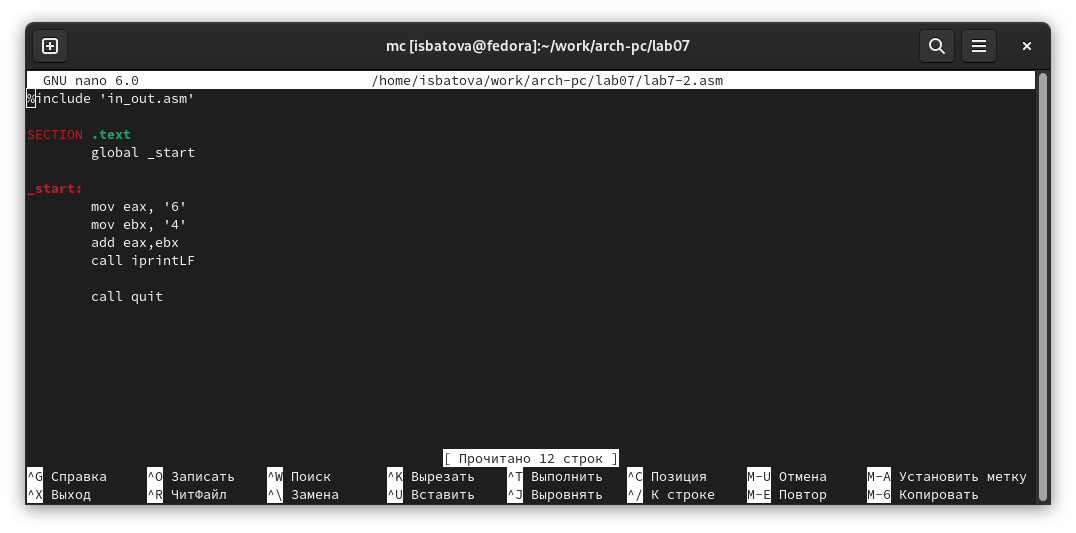 mc [isbatova@fedora]:~/work/arch-pc/lab07
GNU nano 6.0 /home/isbatova/work/arch-pc/lab07/lab7-2.asm
%include 'in_out.asm'
SECTION .text
global _start
_start:
mov eax, '6'
mov ebx, '4'
add eax,ebx
call iprintLF
call quit
[ Прочитано 12 строк ]
^G Справка ^O Записать ^W Поиск ^K Вырезать ^T Выполнить ^C Позиция M-U Отмена M-A Установить метку
^X Выход ^R ЧитФайл ^\ Замена ^U Вставить ^J Выровнять ^/ К строке M-E Повтор M-6 Копировать